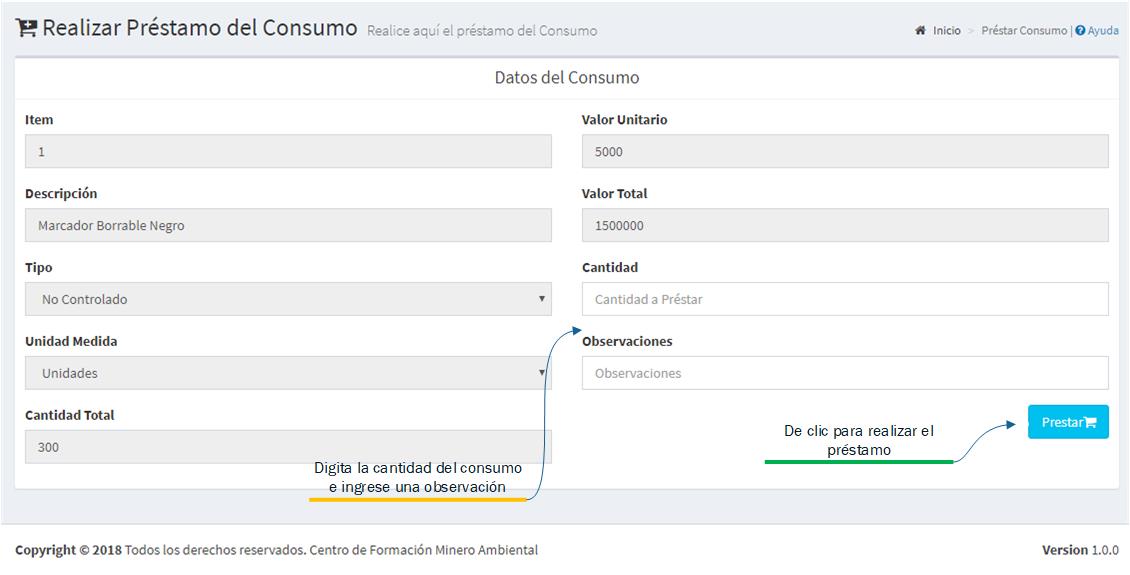 Realizar Préstamo del Consumo Realice aquí el préstamo del Consumo
Inicio > Préstar Consumo | Ayuda
Datos del Consumo
Item
1
Valor Unitario
5000
Descripción
Marcador Borrable Negro
Valor Total
1500000
Tipo
No Controlado
Cantidad
Cantidad a Préstar
Unidad Medida
Unidades
Observaciones
Observaciones
Cantidad Total
300
Prestar
De clic para realizar el
préstamo
Digita la cantidad del consumo
e ingrese una observación
Copyright © 2018 Todos los derechos reservados. Centro de Formación Minero Ambiental
Version 1.0.0